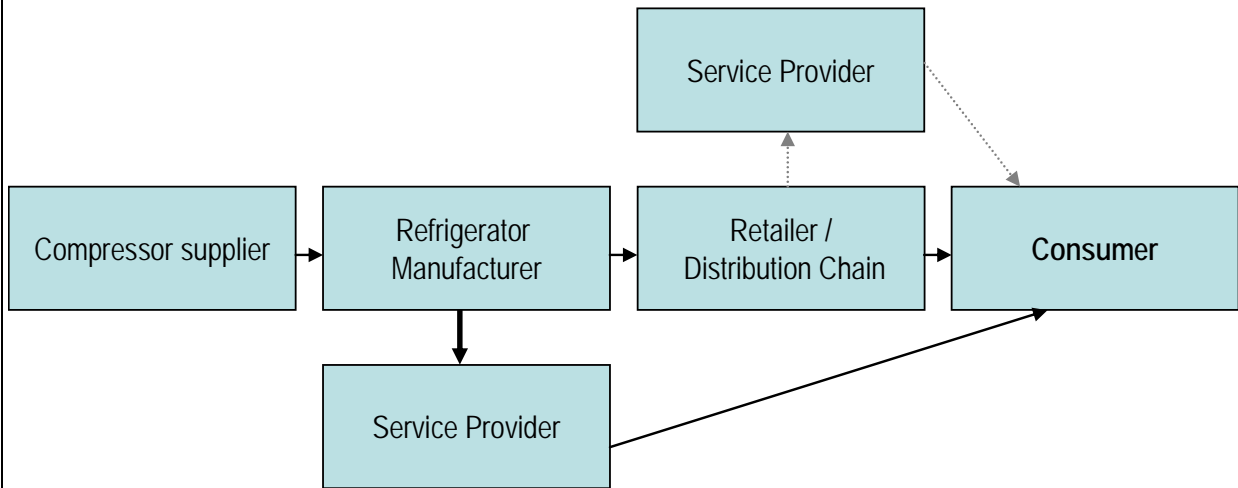 Service Provider
Compressor supplier
Refrigerator
Manufacturer
Retailer /
Distribution Chain
Consumer
Service Provider